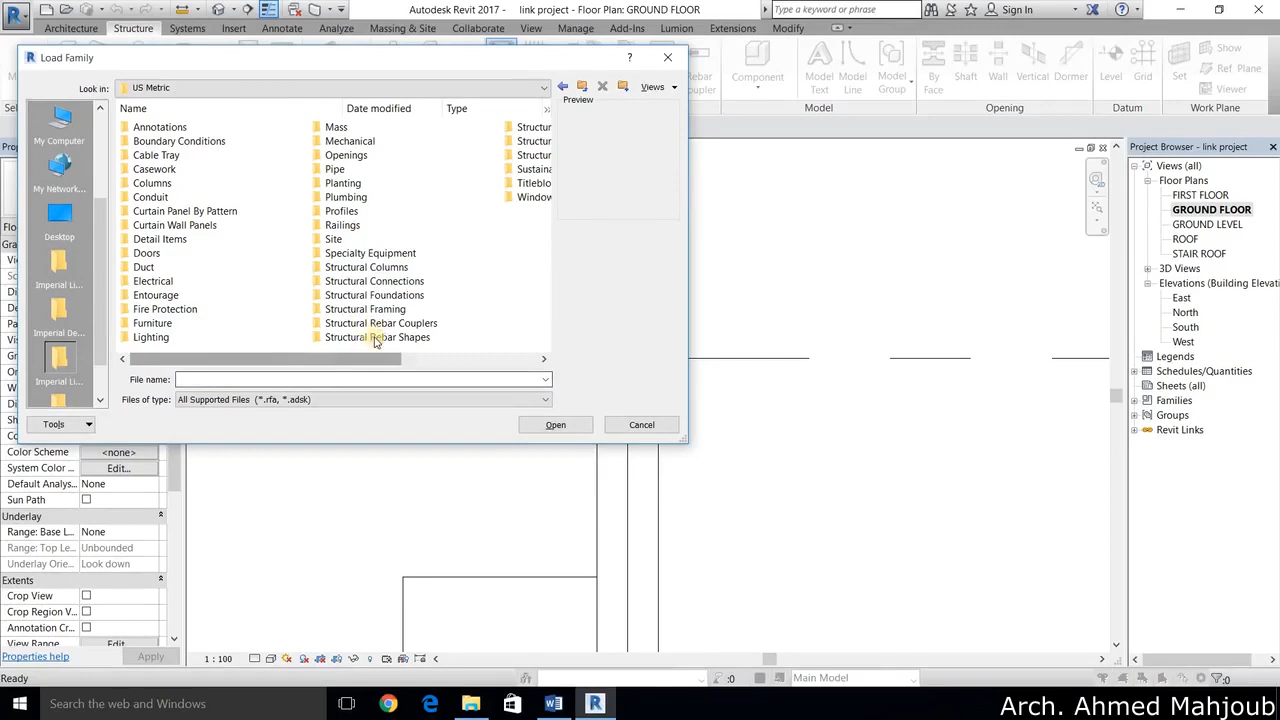 Autodesk Revit 2017 - link project - Floor Plan: GROUND FLOOR
Type a keyword or phrase
Sign In
Architecture
Structure
Systems
Insert
Annotate
Analyze
Massing & Site
Collaborate
View
Manage
Add-Ins
Lumion
Extensions
Modify
Rebar
Coupler
Component
Model
Text
Model
Line
Model
Group
By
Face
Shaft
Wall
Vertical
Dormer
Level
Grid
Set
Show
Ref Plane
Viewer
Model
Opening
Datum
Work Plane
Load Family
?
Look in:
US Metric
Views
Name
Date modified
Type
Preview
My Computer
My Network...
Desktop
Imperial Li...
Imperial De...
Imperial Li...
Annotations
Boundary Conditions
Cable Tray
Casework
Columns
Conduit
Curtain Panel By Pattern
Curtain Wall Panels
Detail Items
Doors
Duct
Electrical
Entourage
Fire Protection
Furniture
Lighting
Mass
Mechanical
Openings
Pipe
Planting
Plumbing
Profiles
Railings
Site
Specialty Equipment
Structural Columns
Structural Connections
Structural Foundations
Structural Framing
Structural Rebar Couplers
Structural Rebar Shapes
Structur
Structur
Structur
Sustaina
Titleblo
Window
File name:
Files of type:
All Supported Files (*.rfa, *.adsk)
Tools
Open
Cancel
Color Scheme
<none>
System Color ...
Edit...
Default Analys...
None
Sun Path
Underlay
Range: Base L...
None
Range: Top Le...
Unbounded
Underlay Orie...
Look down
Extents
Crop View
Crop Region V...
Annotation Cr...
View Range
Edit...
Properties help
Apply
1 : 100
Project Browser - link project
Views (all)
Floor Plans
FIRST FLOOR
GROUND FLOOR
GROUND LEVEL
ROOF
STAIR ROOF
3D Views
Elevations (Building Elevati
East
North
South
West
Legends
Schedules/Quantities
Sheets (all)
Families
Groups
Revit Links
Ready
:0
Main Model
:0
Search the web and Windows
Arch. Ahmed Mahjoub